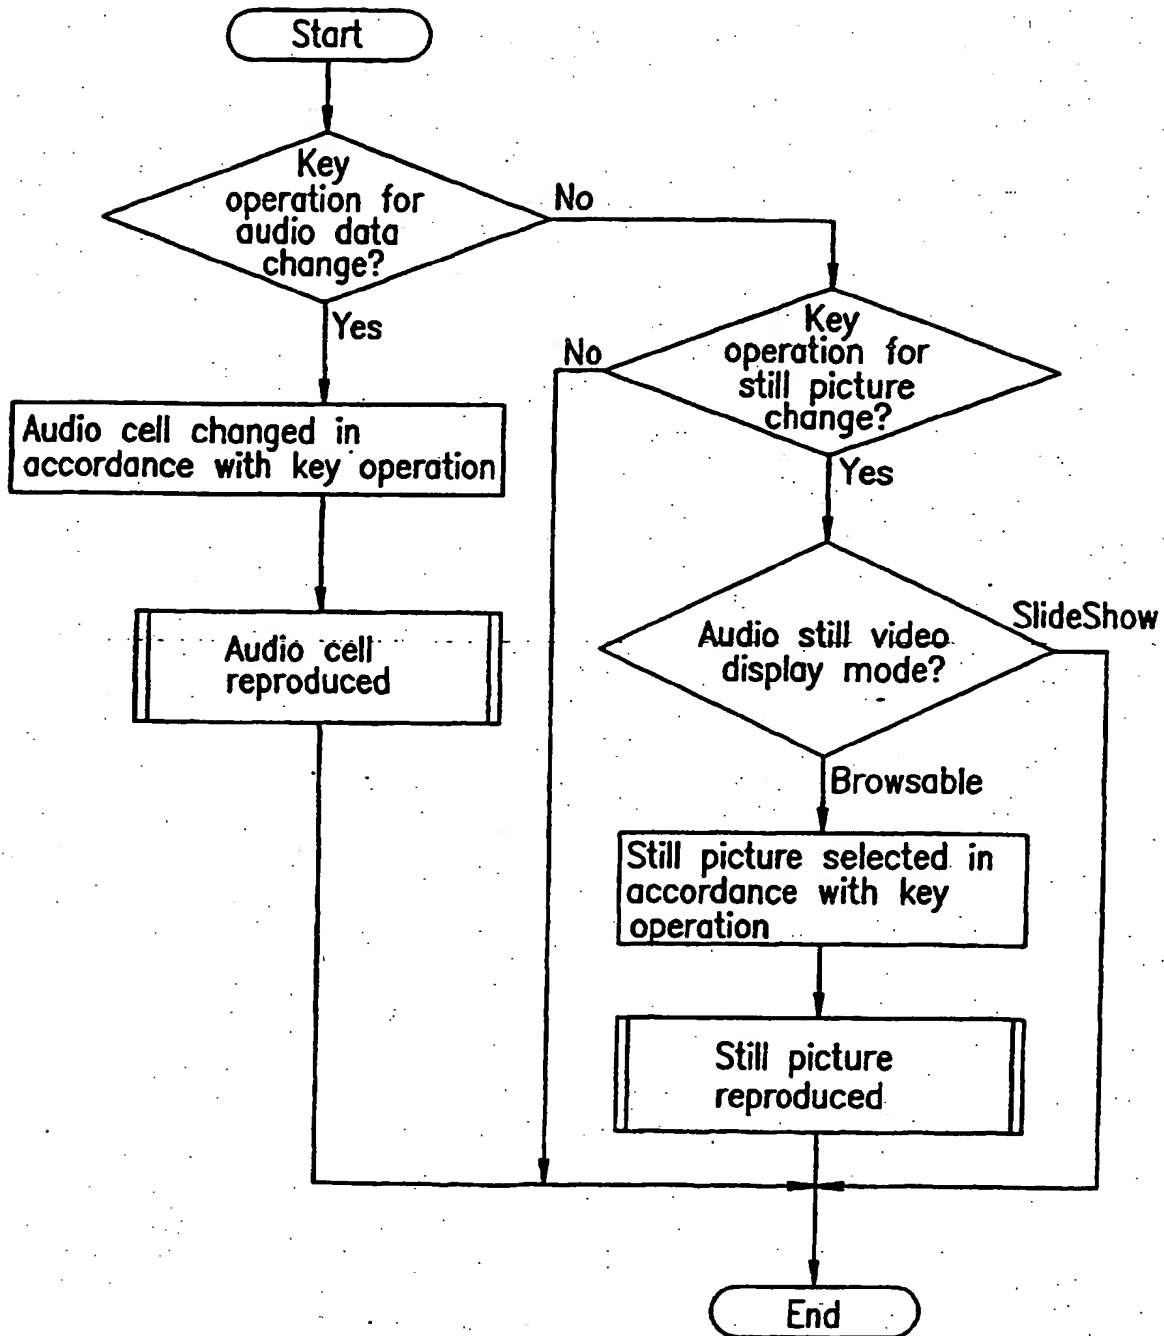 Start
Key
operation for
audio data
change?
No
Yes
Audio cell changed in
accordance with key operation
Audio cell
reproduced
Key
operation for
still picture
change?
No
Yes
Audio still video
display mode?
SlideShow
Browsable
Still picture selected in
accordance with key
operation
Still picture
reproduced
End